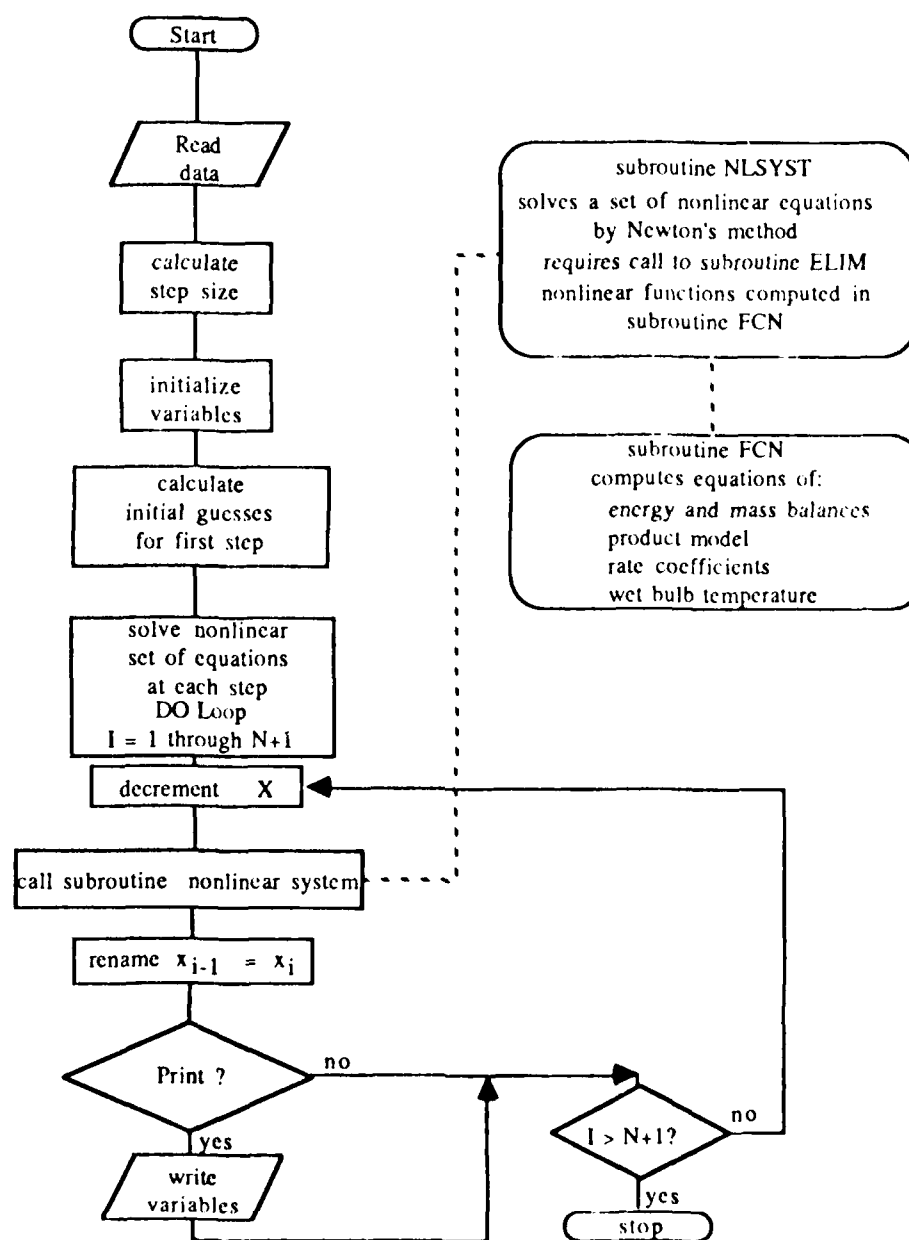 Start
Read
data
calculate
step size
initialize
variables
calculate
initial guesses
for first step
solve nonlinear
set of equations
at each step
DO Loop
I = 1 through N+1
decrement X
call subroutine nonlinear system
rename x i-1 = x i
Print ?
no
yes
write
variables
I > N+1?
no
yes
stop
subroutine NLSYST
solves a set of nonlinear equations
by Newton's method
requires call to subroutine ELIM
nonlinear functions computed in
subroutine FCN
subroutine FCN
computes equations of:
energy and mass balances
product model
rate coefficients
wet bulb temperature